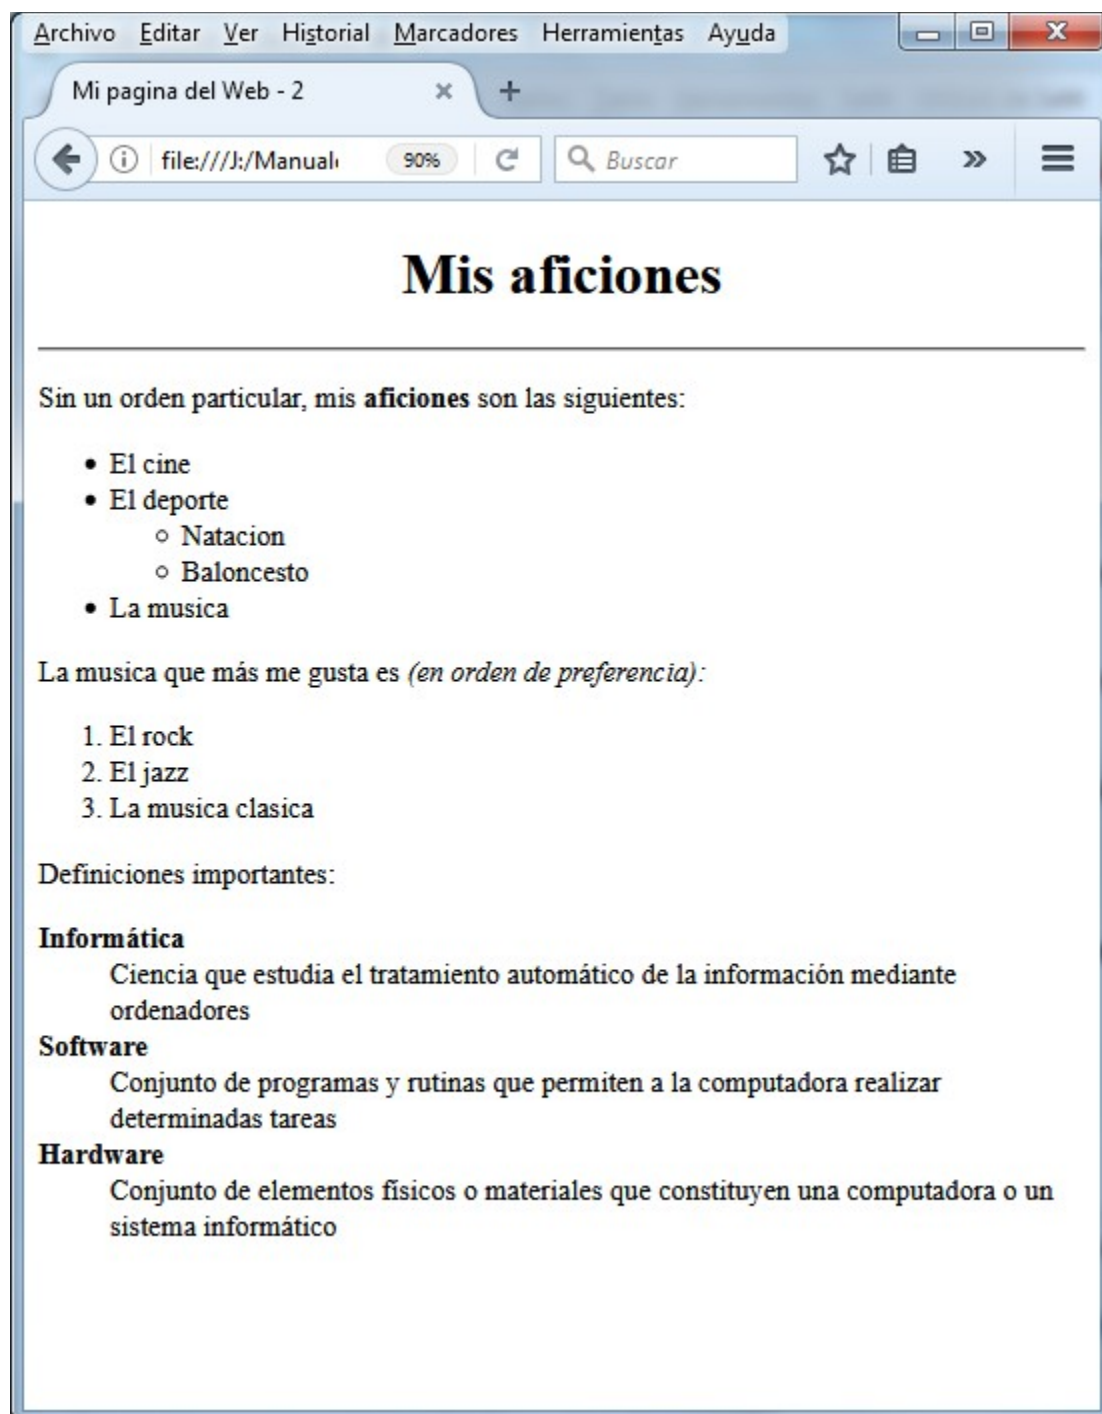 Archivo Editar Ver Historial Marcadores Herramientas Ayuda
Mi pagina del Web - 2
file:///J:/Manual
90%
Buscar
Mis aficiones
Sin un orden particular, mis aficiones son las siguientes:
El cine
El deporte
Natacion
Baloncesto
La musica
La musica que más me gusta es (en orden de preferencia):
1. El rock
2. El jazz
3. La musica clasica
Definiciones importantes:
Informática
Ciencia que estudia el tratamiento automático de la información mediante
ordenadores
Software
Conjunto de programas y rutinas que permiten a la computadora realizar
determinadas tareas
Hardware
Conjunto de elementos físicos o materiales que constituyen una computadora o un
sistema informático